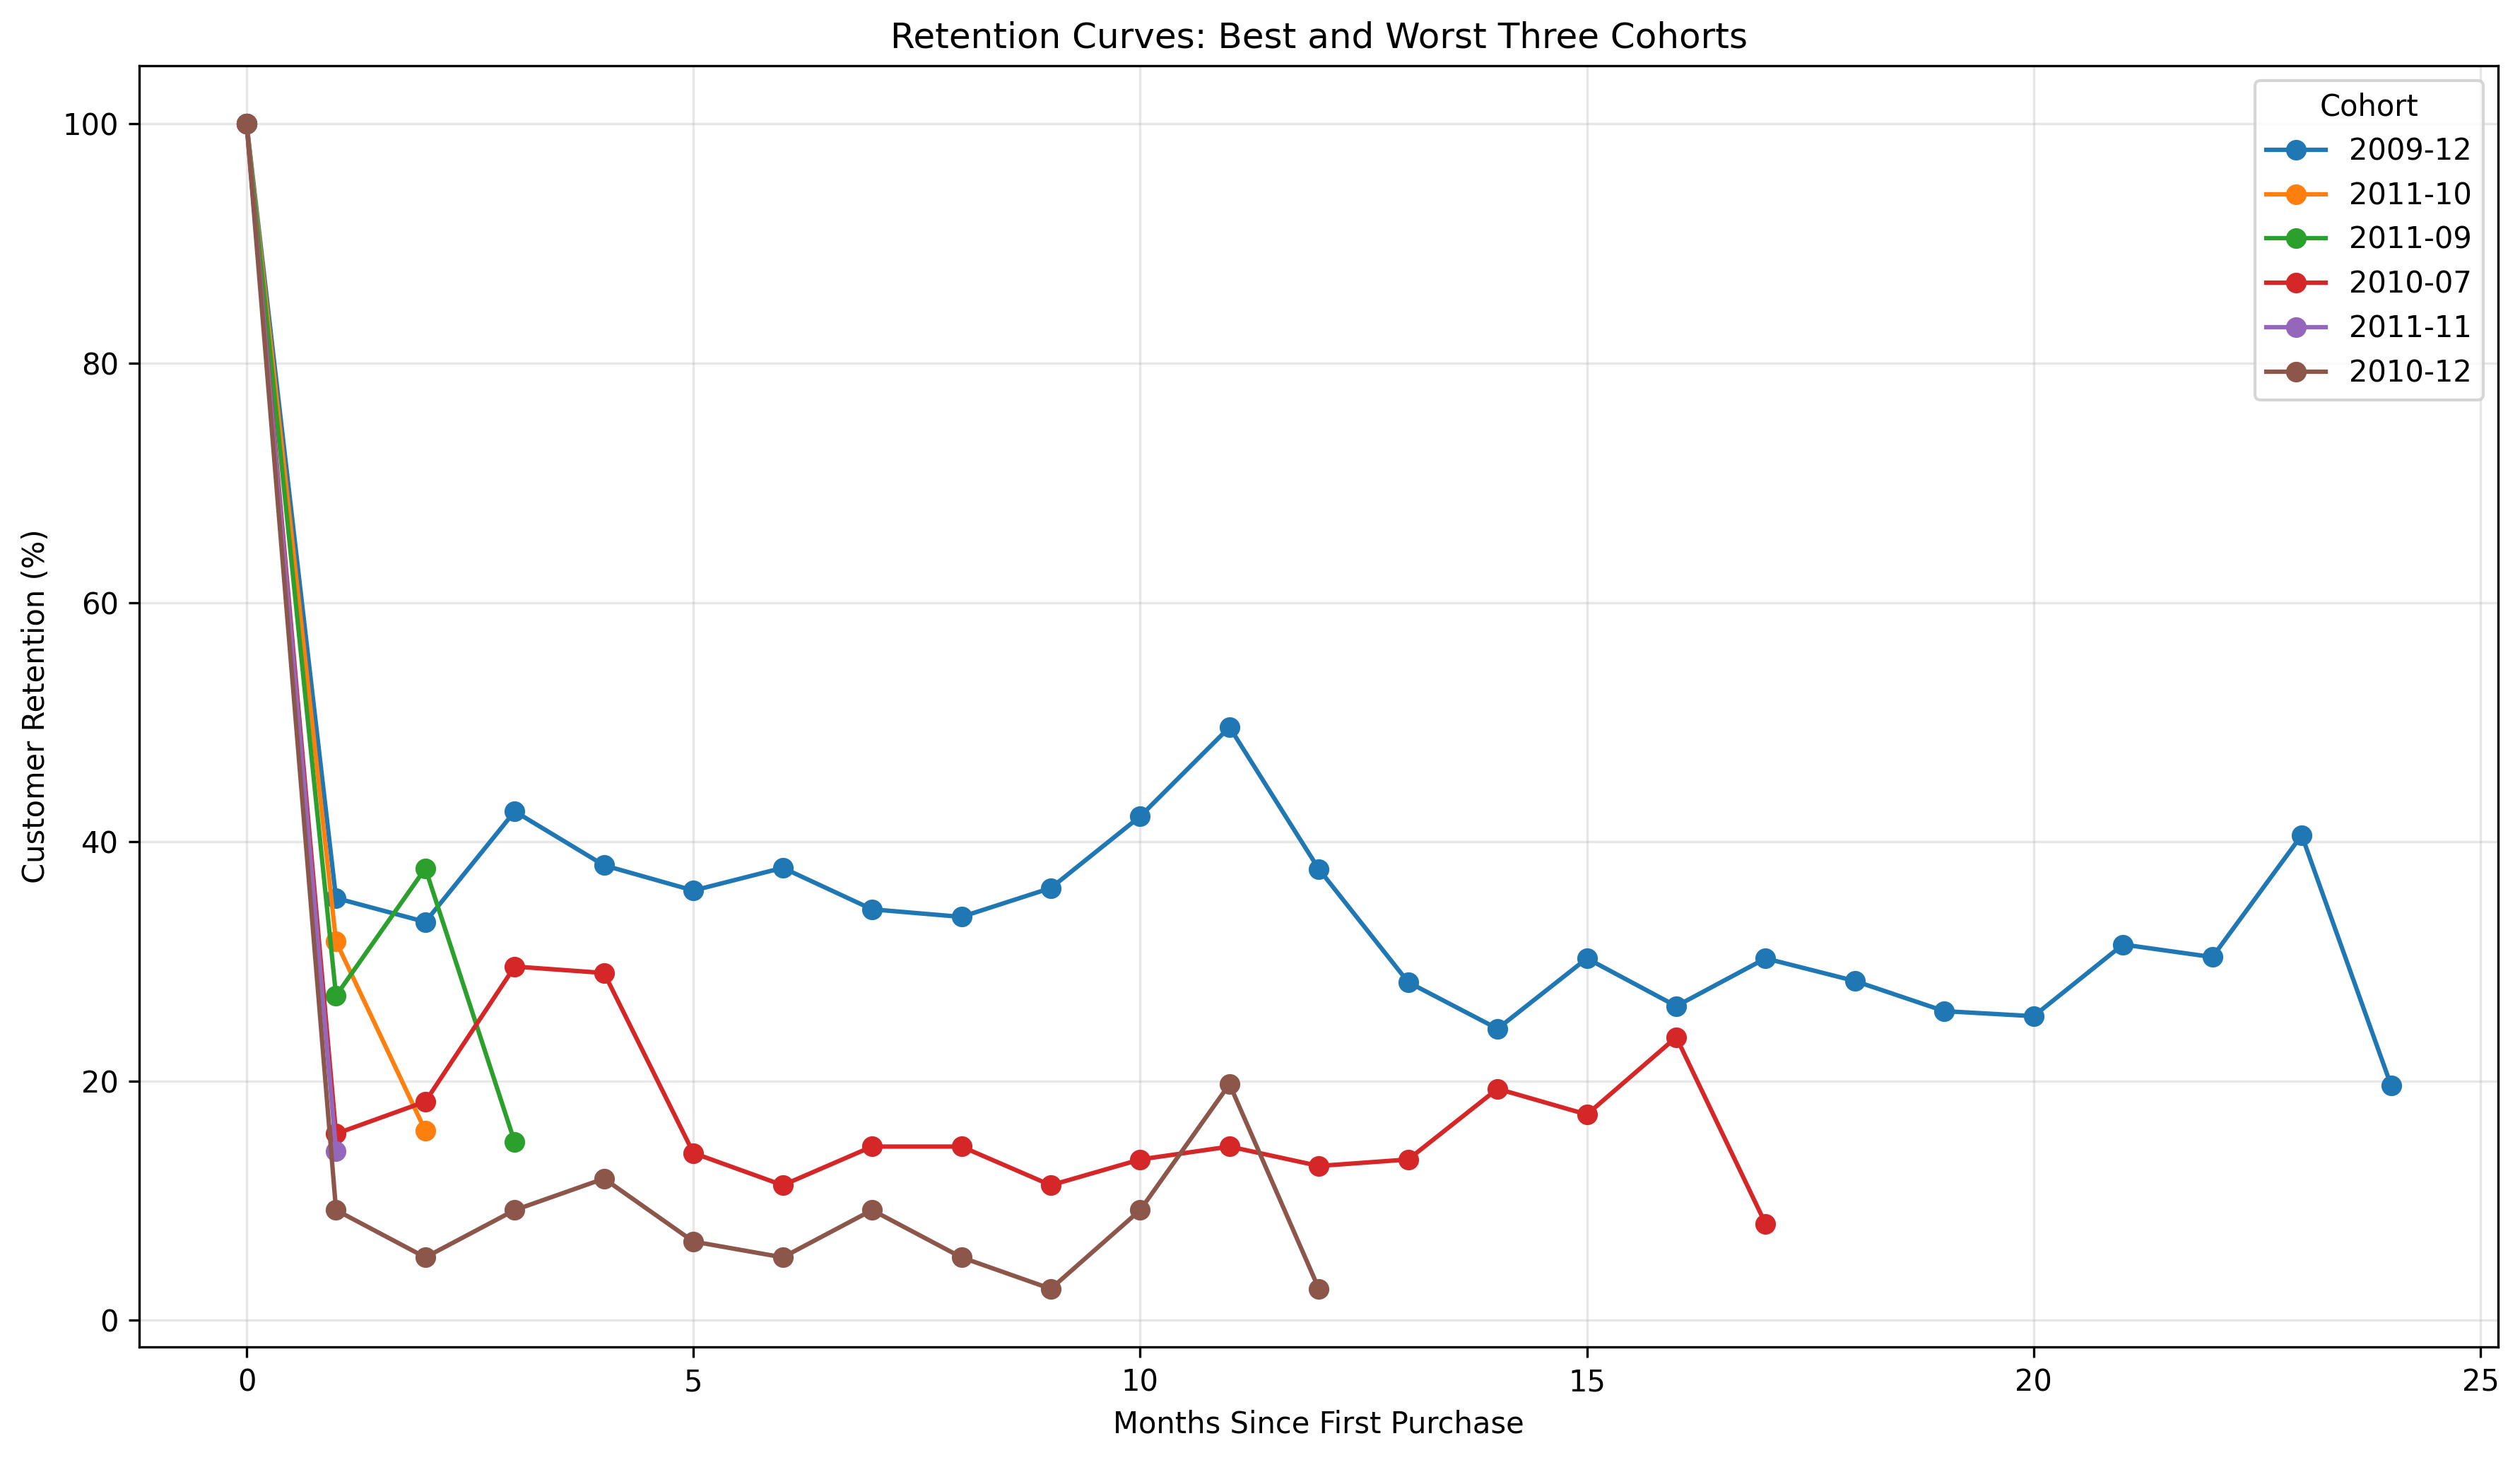 Retention Curves: Best and Worst Three Cohorts
Cohort
2009-12
2011-10
2011-09
2010-07
2011-11
2010-12
Customer Retention (%)
100
80
60
40
20
0
0 5 10 15 20 25
Months Since First Purchase